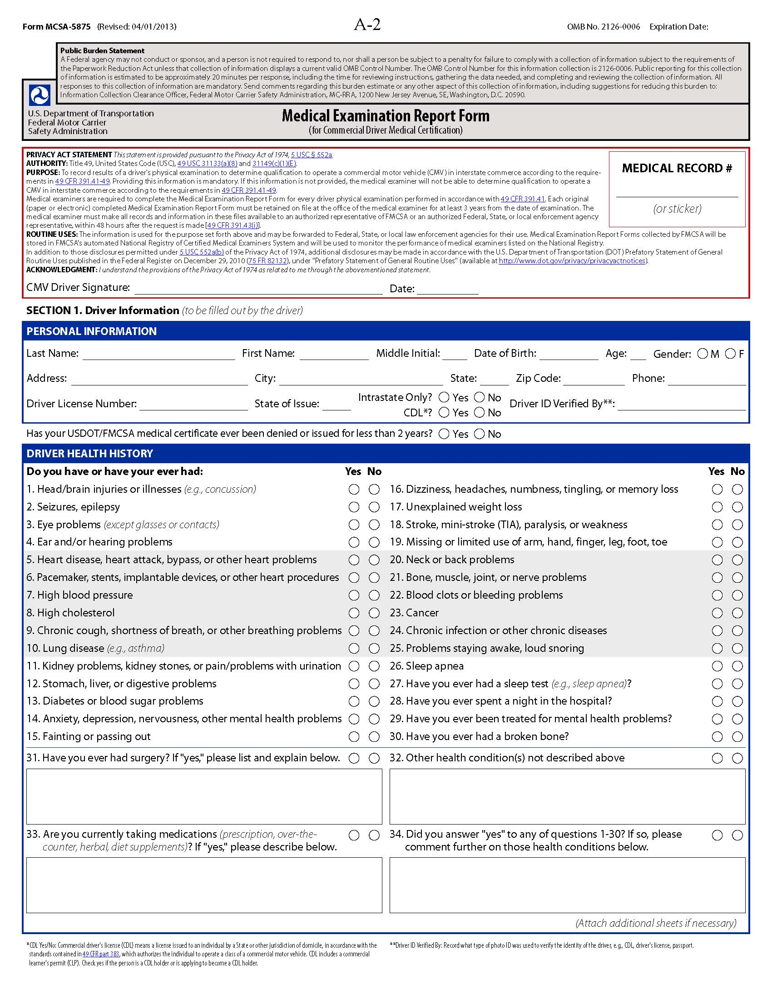 Form MCSA-5875 (Revised: 04/01/2013)
A-2
OMB No. 2126-0006 Expiration Date:
Public Burden Statement
A Federal agency may not conduct or sponsor, and a person is not required to respond to, nor shall a person be subject to a penalty for failure to comply with a collection of information subject to the requirements of
the Paperwork Reduction Act unless that collection of information displays a current valid OMB Control Number. The OMB Control Number for this information collection is 2126-0006. Public reporting for this collection
of information is estimated to be approximately 20 minutes per response, including the time for reviewing instructions, gathering the data needed, and completing and reviewing the collection of information. All
responses to this collection of information are mandatory. Send comments regarding this burden estimate or any other aspect of this collection of information, including suggestions for reducing this burden to:
Information Collection Clearance Officer, Federal Motor Carrier Safety Administration, MC-RRA, 1200 New Jersey Avenue, SE, Washington, D.C. 20590.
U.S. Department of Transportation
Federal Motor Carrier
Safety Administration
Medical Examination Report Form
(for Commercial Driver Medical Certification)
PRIVACY ACT STATEMENT This statement is provided pursuant to the Privacy Act of 1974, 5 USC § 552a.
AUTHORITY: Title 49, United States Code (USC), 49 USC 31133(a)(8) and 31149(c)(1)(E).
PURPOSE: To record results of a driver's physical examination to determine qualification to operate a commercial motor vehicle (CMV) in interstate commerce according to the require-
ments in 49 CFR 391.41-49. Providing this information is mandatory. If this information is not provided, the medical examiner will not be able to determine qualification to operate a
CMV in interstate commerce according to the requirements in 49 CFR 391.41-49.
Medical examiners are required to complete the Medical Examination Report Form for every driver physical examination performed in accordance with 49 CFR 391.41. Each original
(paper or electronic) completed Medical Examination Report Form must be retained on file at the office of the medical examiner for at least 3 years from the date of examination. The
medical examiner must make all records and information in these files available to an authorized representative of FMCSA or an authorized Federal, State, or local enforcement agency
representative, within 48 hours after the request is made [49 CFR 391.43(i)].
MEDICAL RECORD #
(or sticker)
ROUTINE USES: The information is used for the purpose set forth above and may be forwarded to Federal, State, or local law enforcement agencies for their use. Medical Examination Report Forms collected by FMCSA will be
stored in FMCSA's automated National Registry of Certified Medical Examiners System and will be used to monitor the performance of medical examiners listed on the National Registry.
In addition to those disclosures permitted under 5 USC 552a(b) of the Privacy Act of 1974, additional disclosures may be made in accordance with the U.S. Department of Transportation (DOT) Prefatory Statement of General
Routine Uses published in the Federal Register on December 29, 2010 (75 FR 82132), under "Prefatory Statement of General Routine Uses" (available at http://www.dot.gov/privacy/privacyactnotices).
ACKNOWLEDGMENT: I understand the provisions of the Privacy Act of 1974 as related to me through the abovementioned statement.
CMV Driver Signature: Date:
SECTION 1. Driver Information (to be filled out by the driver)
PERSONAL INFORMATION
Last Name: First Name: Middle Initial: Date of Birth: Age: Gender: M F
Address: City: State: Zip Code: Phone:
Driver License Number: State of Issue: Intrastate Only? Yes No Driver ID Verified By**:
CDL*? Yes No
Has your USDOT/FMCSA medical certificate ever been denied or issued for less than 2 years? Yes No
DRIVER HEALTH HISTORY
Do you have or have your ever had: Yes No
1. Head/brain injuries or illnesses (e.g., concussion)
2. Seizures, epilepsy
3. Eye problems (except glasses or contacts)
4. Ear and/or hearing problems
5. Heart disease, heart attack, bypass, or other heart problems
6. Pacemaker, stents, implantable devices, or other heart procedures
7. High blood pressure
8. High cholesterol
9. Chronic cough, shortness of breath, or other breathing problems
10. Lung disease (e.g., asthma)
11. Kidney problems, kidney stones, or pain/problems with urination
12. Stomach, liver, or digestive problems
13. Diabetes or blood sugar problems
14. Anxiety, depression, nervousness, other mental health problems
15. Fainting or passing out
Yes No
16. Dizziness, headaches, numbness, tingling, or memory loss
17. Unexplained weight loss
18. Stroke, mini-stroke (TIA), paralysis, or weakness
19. Missing or limited use of arm, hand, finger, leg, foot, toe
20. Neck or back problems
21. Bone, muscle, joint, or nerve problems
22. Blood clots or bleeding problems
23. Cancer
24. Chronic infection or other chronic diseases
25. Problems staying awake, loud snoring
26. Sleep apnea
27. Have you ever had a sleep test (e.g., sleep apnea)?
28. Have you ever spent a night in the hospital?
29. Have you ever been treated for mental health problems?
30. Have you ever had a broken bone?
31. Have you ever had surgery? If "yes," please list and explain below.
32. Other health condition(s) not described above
33. Are you currently taking medications (prescription, over-the-
counter, herbal, diet supplements)? If "yes," please describe below.
34. Did you answer "yes" to any of questions 1-30? If so, please
comment further on those health conditions below.
(Attach additional sheets if necessary)
*CDL Yes/No: Commercial driver's license (CDL) means a license issued to an individual by a State or other jurisdiction of domicile, in accordance with the
standards contained in 49 CFR part 383, which authorizes the individual to operate a class of a commercial motor vehicle. CDL includes a commercial
learner's permit (CLP). Check yes if the person is a CDL holder or is applying to become a CDL holder.
**Driver ID Verified By: Record what type of photo ID was used to verify the identity of the driver, e.g., CDL, driver's license, passport.